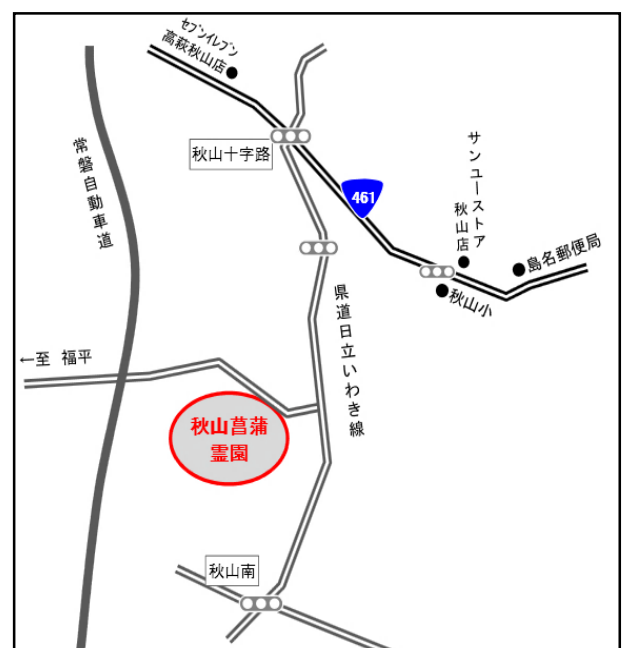 セブンイレブン
高萩秋山店
常磐自動車道
秋山十字路
461
サンユーストア
秋山店
島名郵便局
秋山小
県道日立いわき線
←至 福平
秋山菖蒲
霊園
秋山南